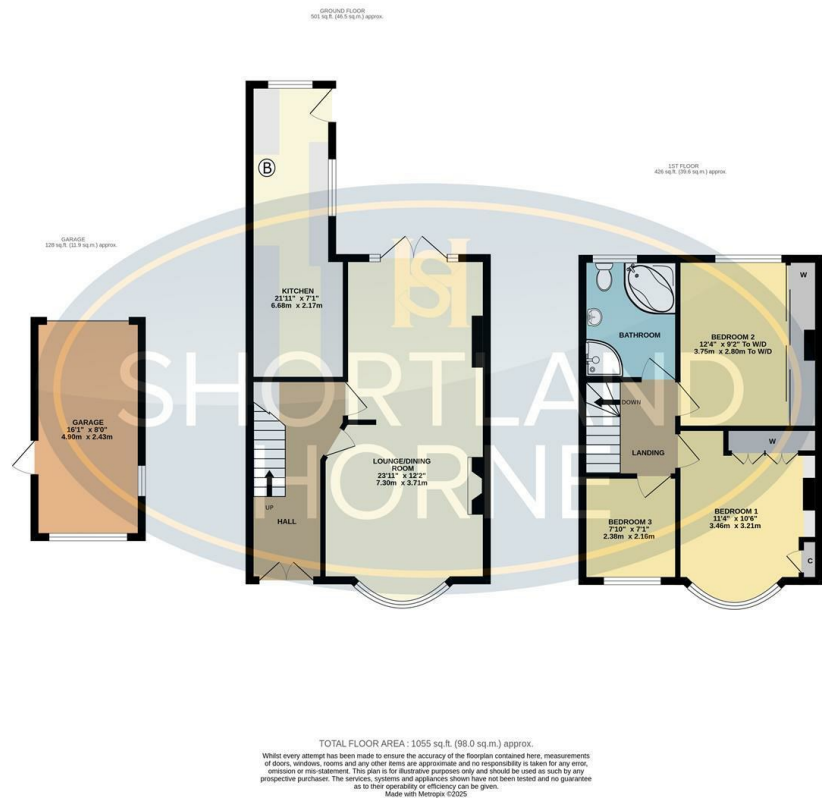 GROUND FLOOR
501 sq.ft. (46.5 sq.m.) approx.
1ST FLOOR
426 sq.ft. (39.6 sq.m.) approx.
GARAGE
128 sq.ft. (11.9 sq.m.) approx.
B
KITCHEN
21'11" x 7'1"
6.68m x 2.17m
W
BATHROOM
BEDROOM 2
12'4" x 9'2" To W/D
3.75m x 2.80m To W/D
SHORTLAND
HORNE
GARAGE
16'1" x 8'0"
4.90m x 2.43m
DOWN
LANDING
W
LOUNGE/DINING
ROOM
23'11" x 12'2"
7.30m x 3.71m
UP
HALL
BEDROOM 3
7'10" x 7'1"
2.38m x 2.16m
BEDROOM 1
11'4" x 10'6"
3.46m x 3.21m
C
TOTAL FLOOR AREA : 1055 sq.ft. (98.0 sq.m.) approx.
Whilst every attempt has been made to ensure the accuracy of the floorplan contained here, measurements
of doors, windows, rooms and any other items are approximate and no responsibility is taken for any error,
omission or mis-statement. This plan is for illustrative purposes only and should be used as such by any
prospective purchaser. The services, systems and appliances shown have not been tested and no guarantee
as to their operability or efficiency can be given.
Made with Metropix ©2025